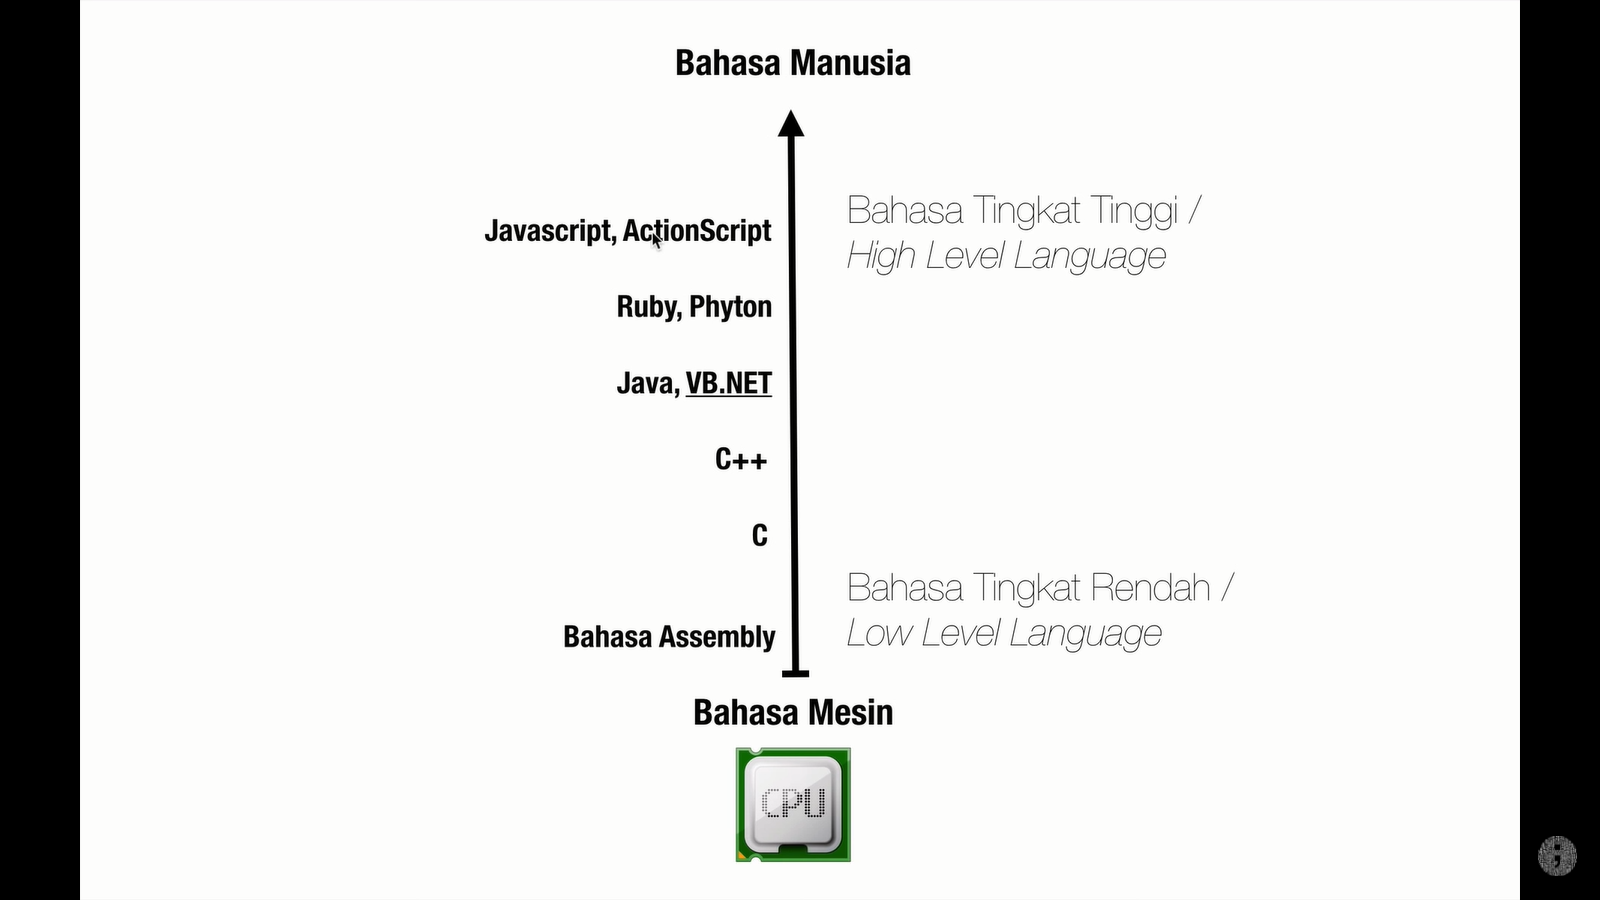 Bahasa Manusia
Javascript, ActionScript
Bahasa Tingkat Tinggi /
High Level Language
Ruby, Phyton
Java, VB.NET
C++
C
Bahasa Tingkat Rendah /
Low Level Language
Bahasa Assembly
Bahasa Mesin
CPU